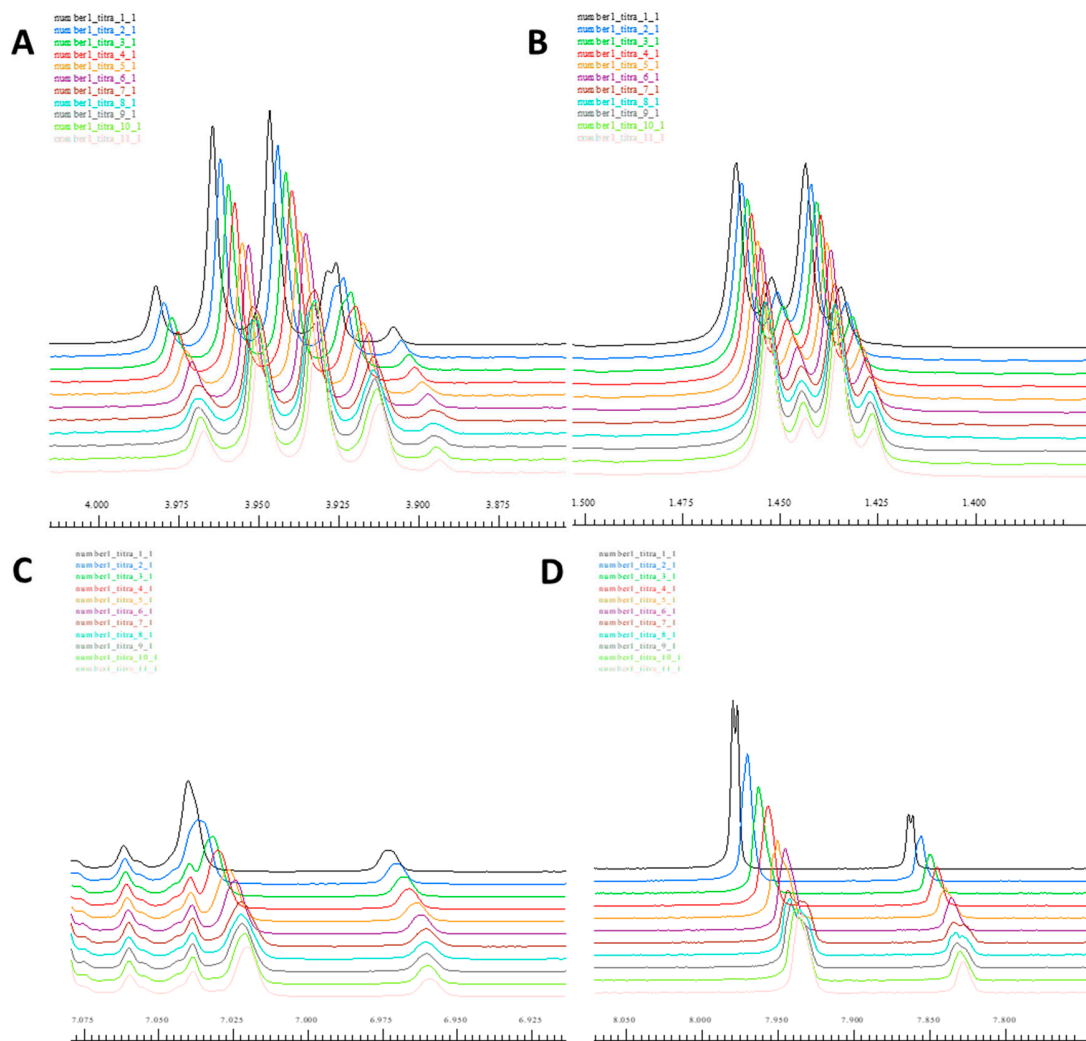 A
number1_titra_1_1
number1_titra_2_1
number1_titra_3_1
number1_titra_4_1
number1_titra_5_1
number1_titra_6_1
number1_titra_7_1
number1_titra_8_1
number1_titra_9_1
number1_titra_10_1
number1_titra_11_1
4.000 3.975 3.950 3.925 3.900 3.875
B
number1_titra_1_1
number1_titra_2_1
number1_titra_3_1
number1_titra_4_1
number1_titra_5_1
number1_titra_6_1
number1_titra_7_1
number1_titra_8_1
number1_titra_9_1
number1_titra_10_1
number1_titra_11_1
1.500 1.475 1.450 1.425 1.400
C
number1_titra_1_1
number1_titra_2_1
number1_titra_3_1
number1_titra_4_1
number1_titra_5_1
number1_titra_6_1
number1_titra_7_1
number1_titra_8_1
number1_titra_9_1
number1_titra_10_1
number1_titra_11_1
7.075 7.050 7.025 7.000 6.975 6.950 6.925
D
number1_titra_1_1
number1_titra_2_1
number1_titra_3_1
number1_titra_4_1
number1_titra_5_1
number1_titra_6_1
number1_titra_7_1
number1_titra_8_1
number1_titra_9_1
number1_titra_10_1
number1_titra_11_1
8.050 8.000 7.950 7.900 7.850 7.800